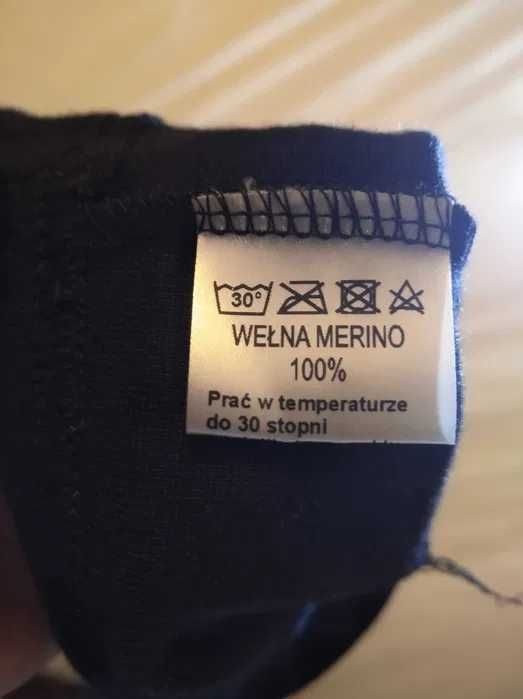 30°
WEŁNA MERINO
100%
Prać w temperaturze
do 30 stopni